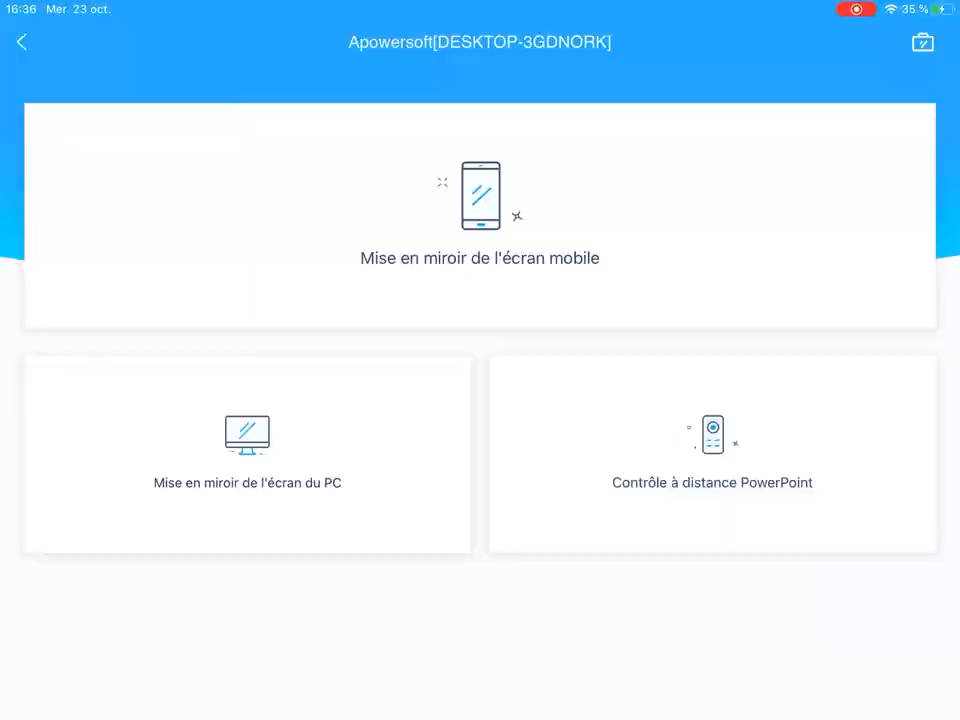 16:36 Mer. 23 oct.
35 %
Apowersoft[DESKTOP-3GDNORK]
Mise en miroir de l'écran mobile
Mise en miroir de l'écran du PC
Contrôle à distance PowerPoint